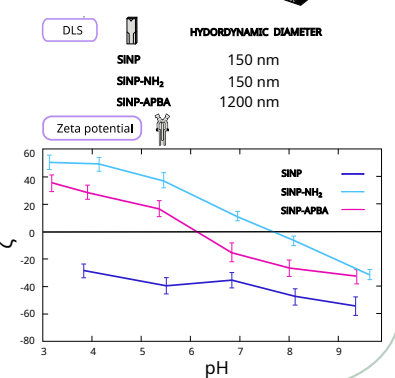 DLS
HYDORDYNAMIC DIAMETER
SINP 150 nm
SINP-NH₂ 150 nm
SINP-APBA 1200 nm
Zeta potential
60
40
20
0
-20
-40
-60
-80
ζ
SINP
SINP-NH₂
SINP-APBA
3 4 5 6 7 8 9
pH